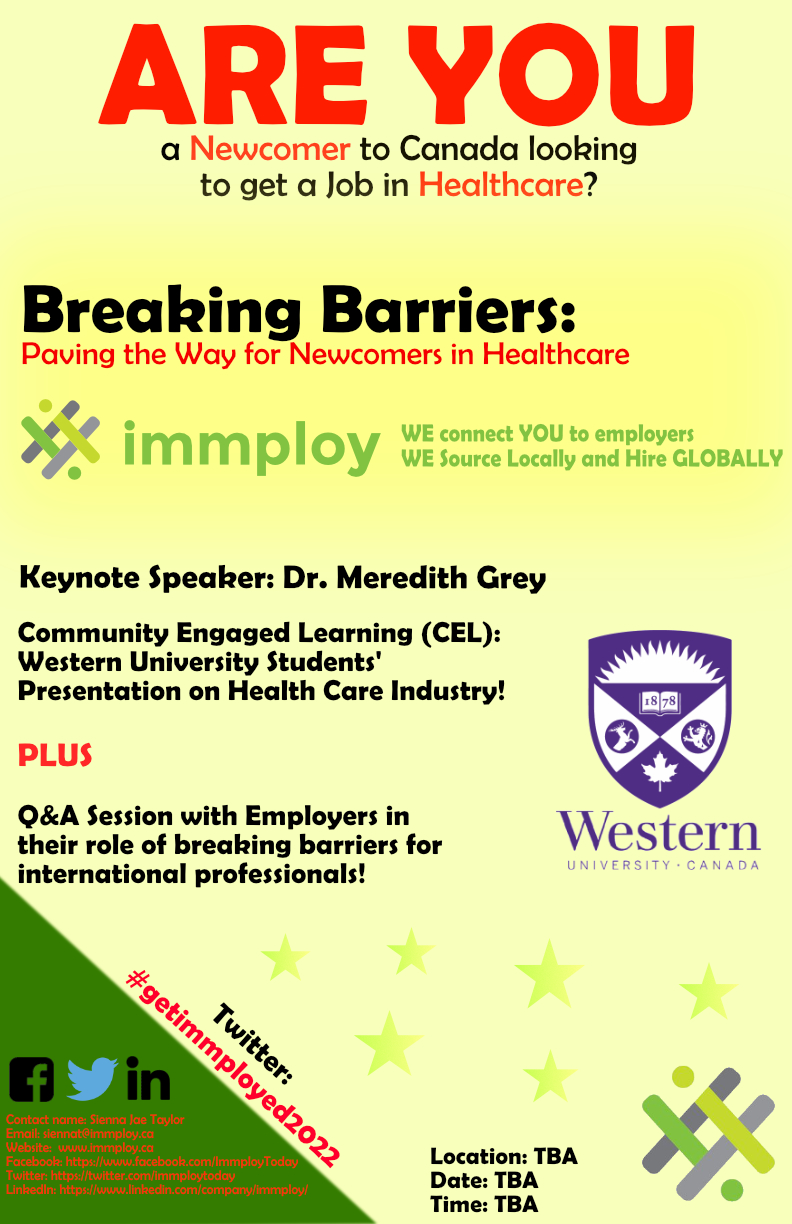 ARE YOU
a Newcomer to Canada looking
to get a Job in Healthcare?
Breaking Barriers:
Paving the Way for Newcomers in Healthcare
immploy
WE connect YOU to employers
WE Source Locally and Hire GLOBALLY
Keynote Speaker: Dr. Meredith Grey
Community Engaged Learning (CEL):
Western University Students'
Presentation on Health Care Industry!
PLUS
Q&A Session with Employers in
their role of breaking barriers for
international professionals!
1878
Western
UNIVERSITY · CANADA
Twitter:
#getimmployed2022
Contact name: Sienna Jae Taylor
Email: siennat@immploy.ca
Website: www.immploy.ca
Facebook: https://www.facebook.com/ImmployToday
Twitter: https://twitter.com/immploytoday
LinkedIn: https://www.linkedin.com/company/immploy/
Location: TBA
Date: TBA
Time: TBA